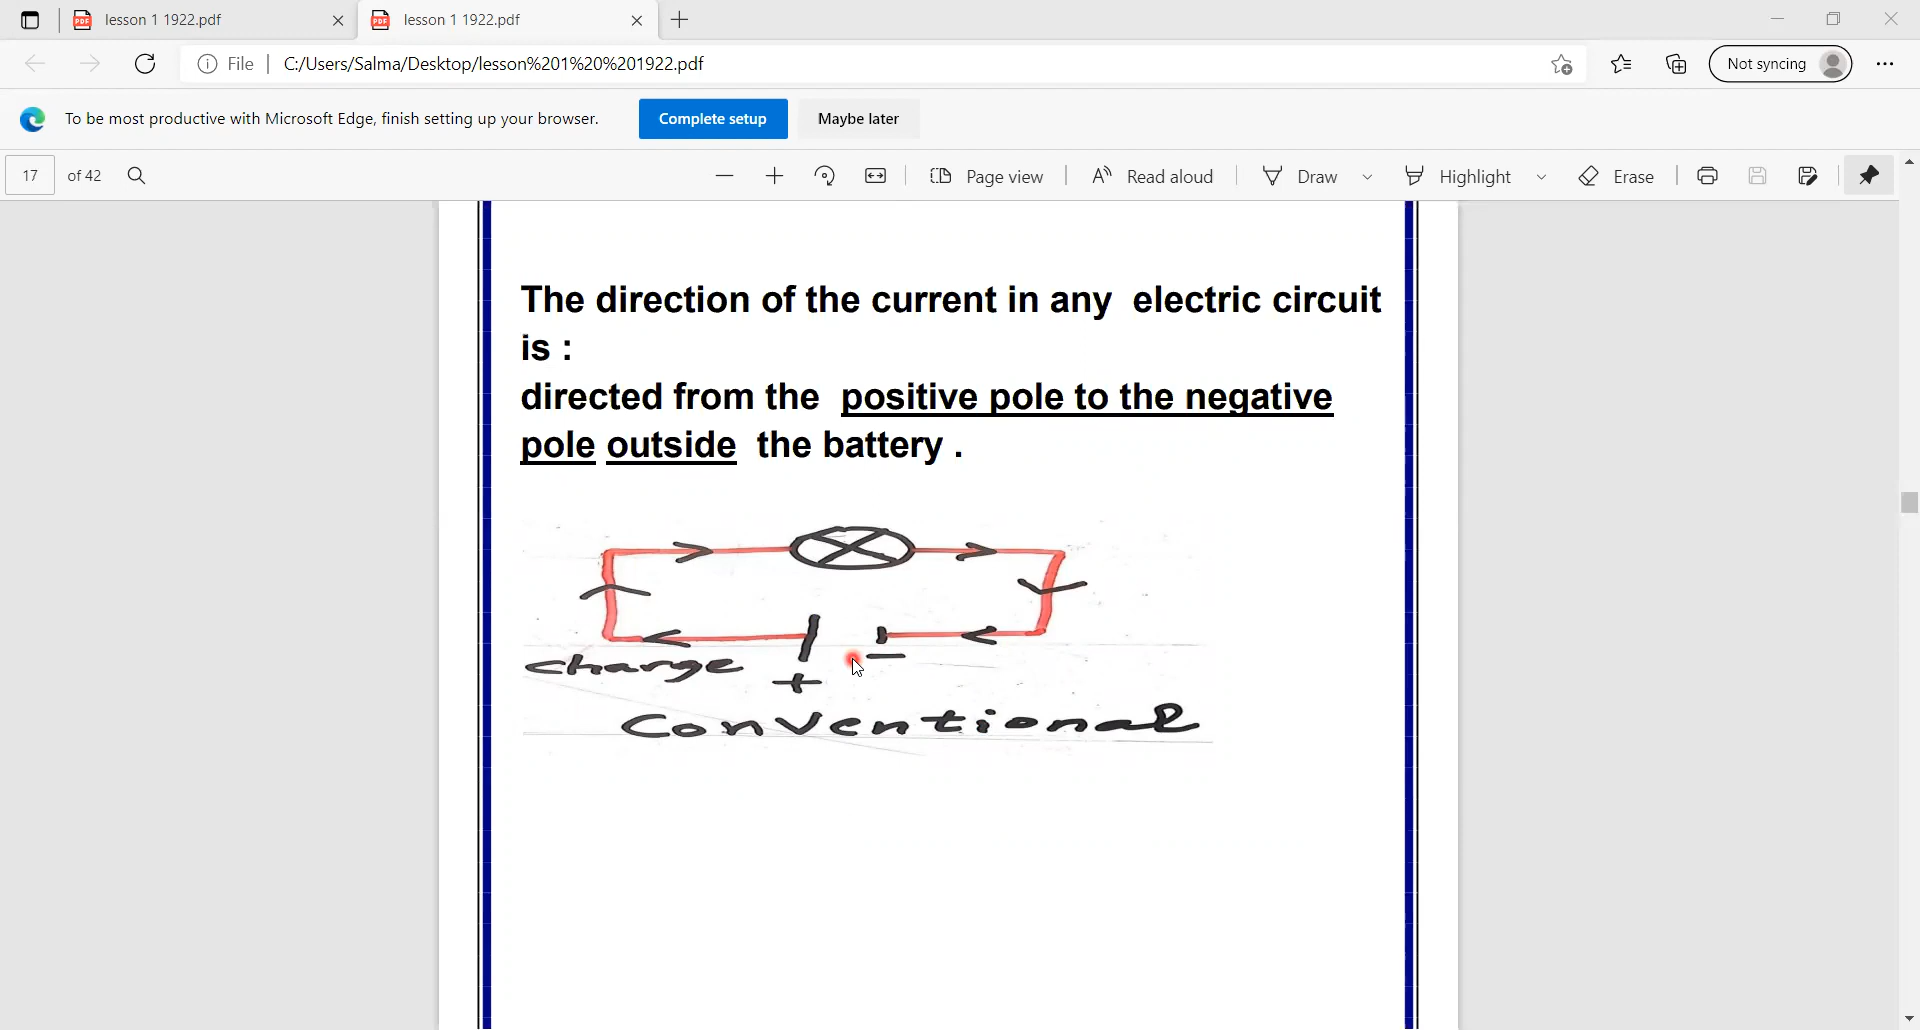 lesson 1 1922.pdf
lesson 1 1922.pdf
File
C:/Users/Salma/Desktop/lesson%201%20%201922.pdf
Not syncing
To be most productive with Microsoft Edge, finish setting up your browser.
Complete setup
Maybe later
17 of 42
Page view
Read aloud
Draw
Highlight
Erase
The direction of the current in any electric circuit
is :
directed from the positive pole to the negative
pole outside the battery .
change
+
−
Conventional